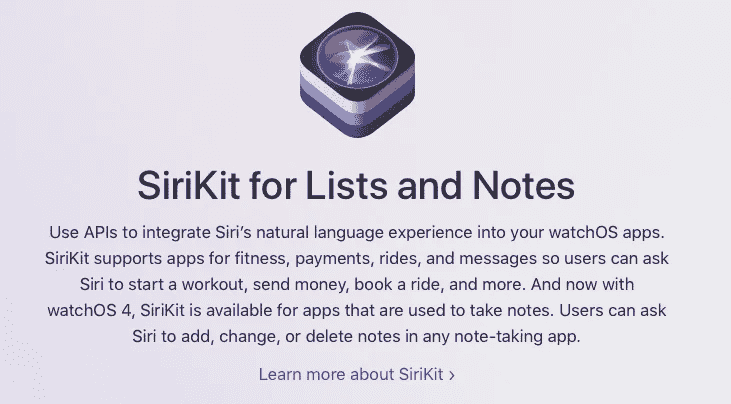 SiriKit for Lists and Notes
Use APIs to integrate Siri’s natural language experience into your watchOS apps.
SiriKit supports apps for fitness, payments, rides, and messages so users can ask
Siri to start a workout, send money, book a ride, and more. And now with
watchOS 4, SiriKit is available for apps that are used to take notes. Users can ask
Siri to add, change, or delete notes in any note-taking app.
Learn more about SiriKit ›